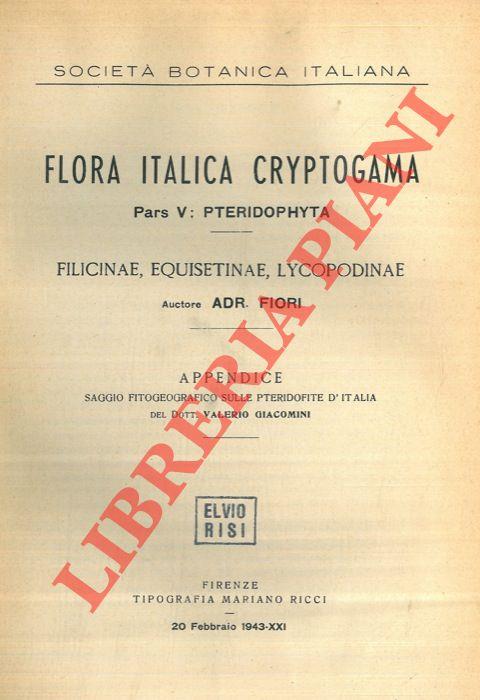 SOCIETÀ BOTANICA ITALIANA
FLORA ITALICA CRYPTOGAMA
Pars V: PTERIDOPHYTA
FILICINAE, EQUISETINAE, LYCOPODINAE
Auctore ADR. FIORI
APPENDICE
SAGGIO FITOGEOGRAFICO SULLE PTERIDOFITE D'ITALIA
DEL DOTT. VALERIO GIACOMINI
ELVIO
RISI
FIRENZE
TIPOGRAFIA MARIANO RICCI
20 Febbraio 1943-XXI
LIBRERIA PIANI